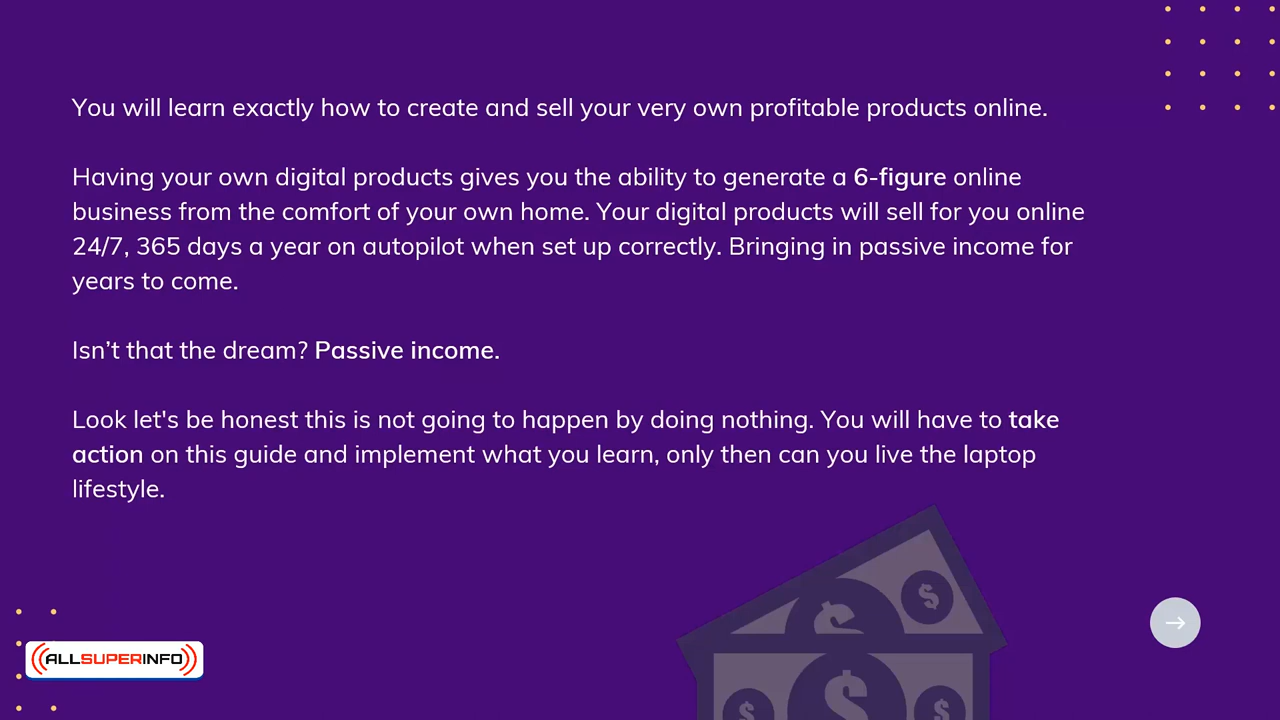 You will learn exactly how to create and sell your very own profitable products online.
Having your own digital products gives you the ability to generate a 6-figure online
business from the comfort of your own home. Your digital products will sell for you online
24/7, 365 days a year on autopilot when set up correctly. Bringing in passive income for
years to come.
Isn’t that the dream? Passive income.
Look let's be honest this is not going to happen by doing nothing. You will have to take
action on this guide and implement what you learn, only then can you live the laptop
lifestyle.
$
$
$
$
$
ALLSUPERINFO